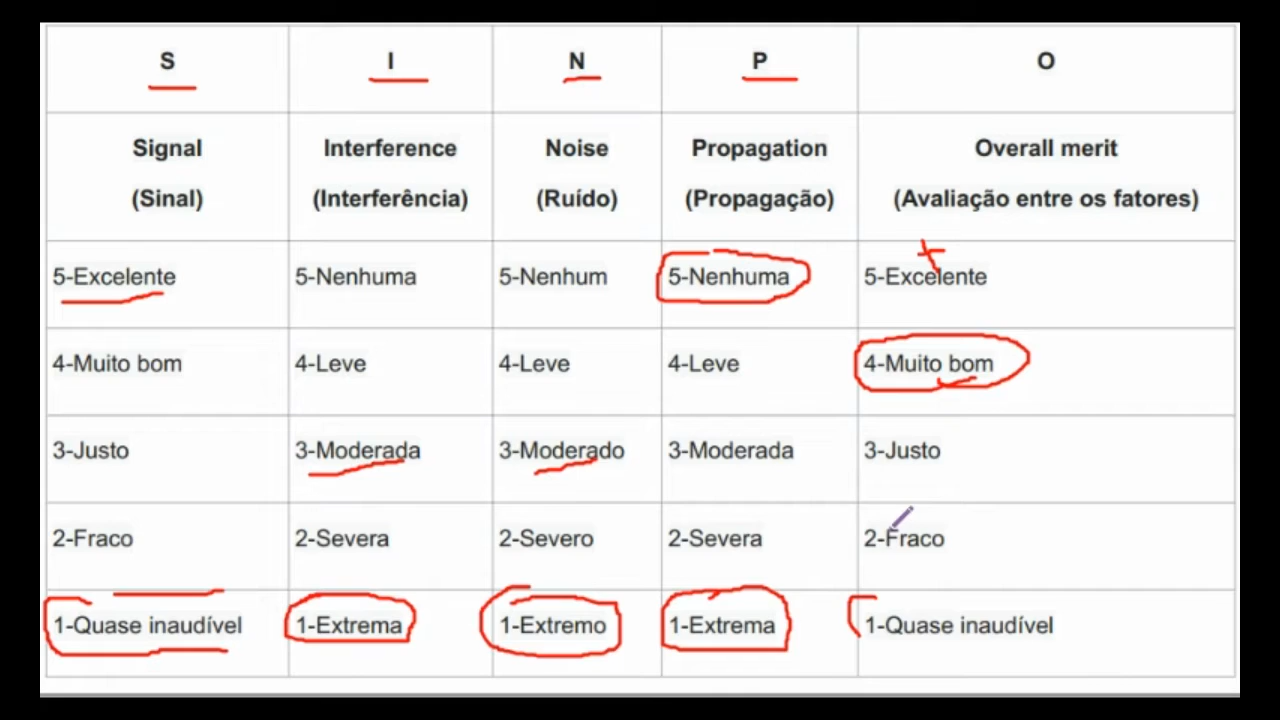 S I N P O
Signal Interference Noise Propagation Overall merit
(Sinal) (Interferência) (Ruído) (Propagação) (Avaliação entre os fatores)
5-Excelente 5-Nenhuma 5-Nenhum 5-Nenhuma 5-Excelente
4-Muito bom 4-Leve 4-Leve 4-Leve 4-Muito bom
3-Justo 3-Moderada 3-Moderado 3-Moderada 3-Justo
2-Fraco 2-Severa 2-Severo 2-Severa 2-Fraco
1-Quase inaudível 1-Extrema 1-Extremo 1-Extrema 1-Quase inaudível